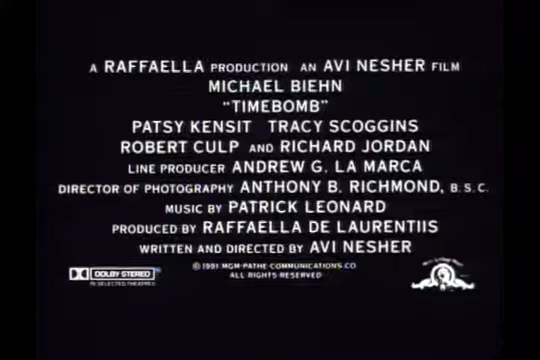 A RAFFAELLA PRODUCTION AN AVI NESHER FILM
MICHAEL BIEHN
"TIMEBOMB"
PATSY KENSIT TRACY SCOGGINS
ROBERT CULP AND RICHARD JORDAN
LINE PRODUCER ANDREW G. LA MARCA
DIRECTOR OF PHOTOGRAPHY ANTHONY B. RICHMOND, B.S.C.
MUSIC BY PATRICK LEONARD
PRODUCED BY RAFFAELLA DE LAURENTIIS
WRITTEN AND DIRECTED BY AVI NESHER
© 1991 MGM-PATHE COMMUNICATIONS CO
ALL RIGHTS RESERVED
DOLBY STEREO
IN SELECTED THEATRES